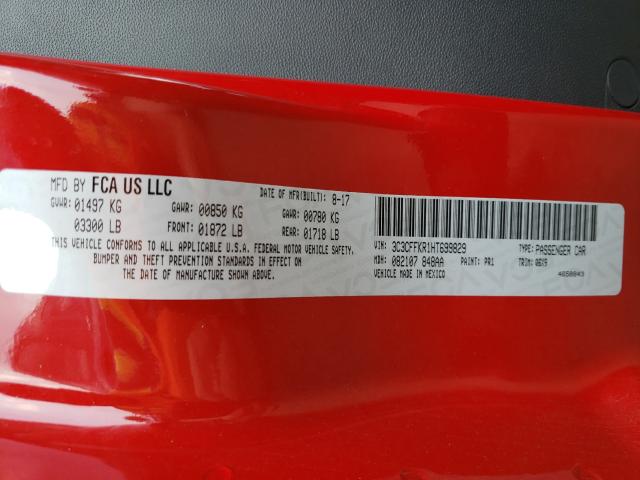 MFD BY FCA US LLC DATE OF MFR(BUILT): 8-17
GVWR: 01497 KG GAWR: 00850 KG GAWR: 00780 KG
03300 LB FRONT: 01872 LB REAR: 01718 LB
THIS VEHICLE CONFORMS TO ALL APPLICABLE U.S.A. FEDERAL MOTOR VEHICLE SAFETY,
BUMPER AND THEFT PREVENTION STANDARDS IN EFFECT ON
THE DATE OF MANUFACTURE SHOWN ABOVE.
VIN: 3C3CFFKR1HT699829 TYPE: PASSENGER CAR
MDH: 082107 848AA PAINT: PR1 TRIM: A6X9
VEHICLE MADE IN MEXICO 4650843